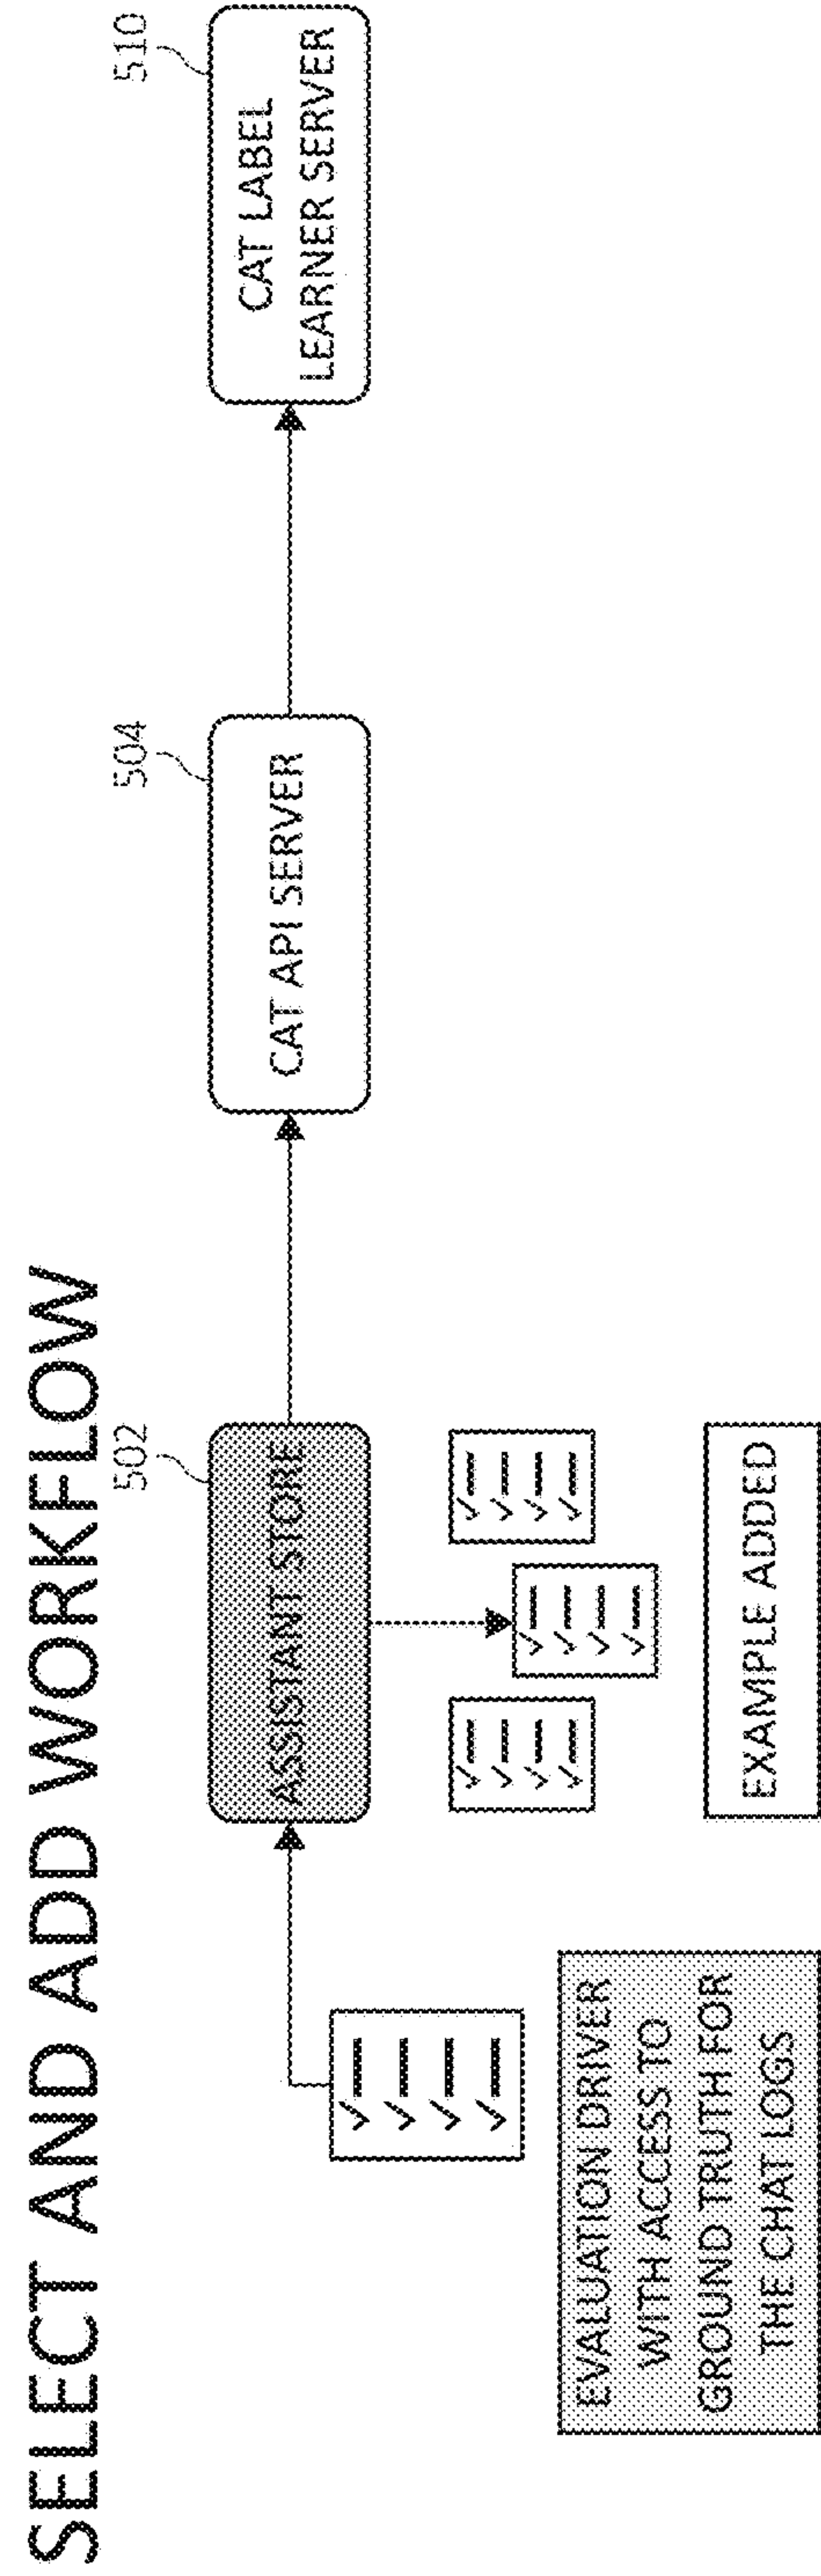 SELECT AND ADD WORKFLOW
502
504
510
ASSISTANT STORE
CAT API SERVER
CAT LABEL
LEARNER SERVER
EVALUATION DRIVER
WITH ACCESS TO
GROUND TRUTH FOR
THE CHAT LOGS
EXAMPLE ADDED